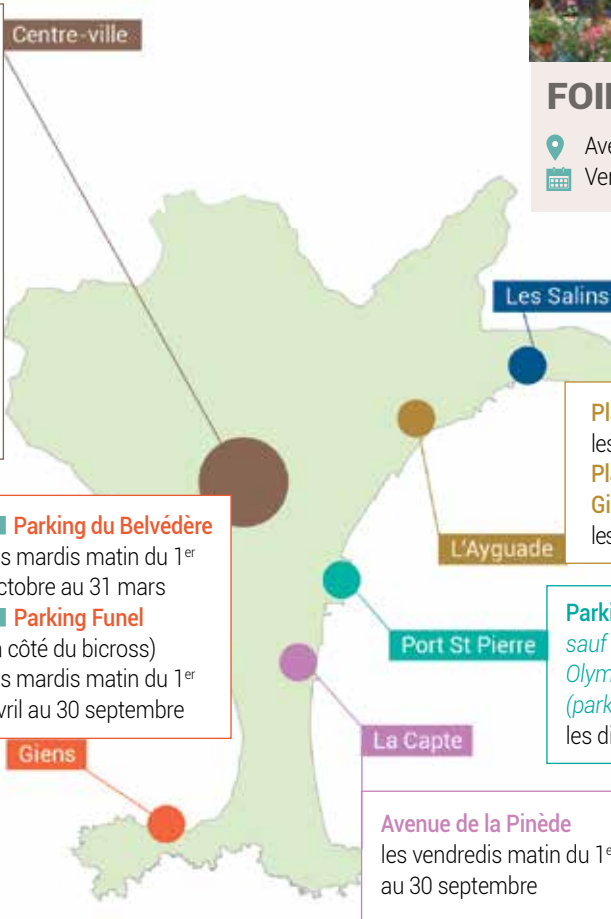 Centre-ville
FOI
Ave
Ven
Les Salins
Pl
les
Pl
Gi
les
Parking du Belvédère
s mardis matin du 1er
ctobre au 31 mars
Parking Funel
côté du bicross)
s mardis matin du 1er
vril au 30 septembre
L'Ayguade
Port St Pierre
Parki
sauf
Olym
(park
les di
La Capte
Giens
Avenue de la Pinède
les vendredis matin du 1e
au 30 septembre